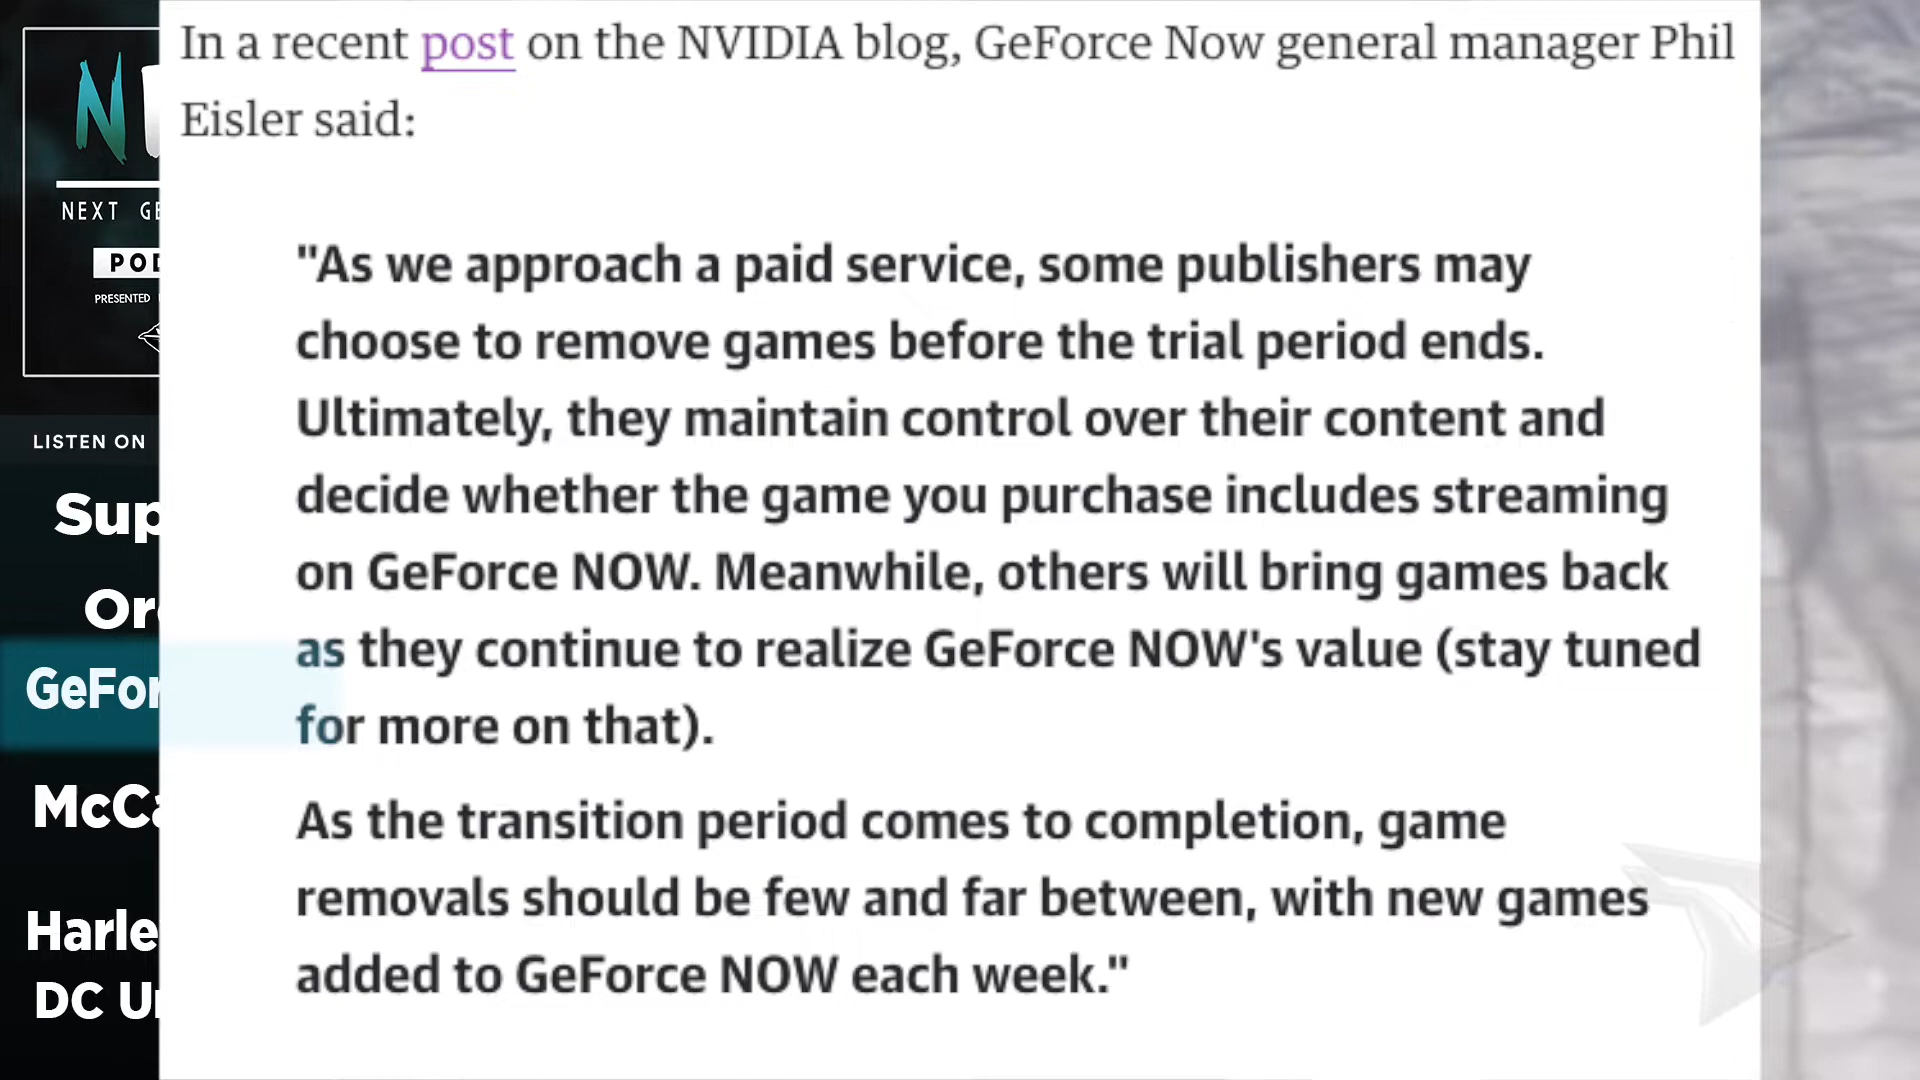 In a recent post on the NVIDIA blog, GeForce Now general manager Phil
Eisler said:
"As we approach a paid service, some publishers may
choose to remove games before the trial period ends.
Ultimately, they maintain control over their content and
decide whether the game you purchase includes streaming
on GeForce NOW. Meanwhile, others will bring games back
as they continue to realize GeForce NOW's value (stay tuned
for more on that).
As the transition period comes to completion, game
removals should be few and far between, with new games
added to GeForce NOW each week."
N
NEXT GE
POD
PRESENTED
LISTEN ON
Sup
Or
GeFor
McCa
Harle
DC U